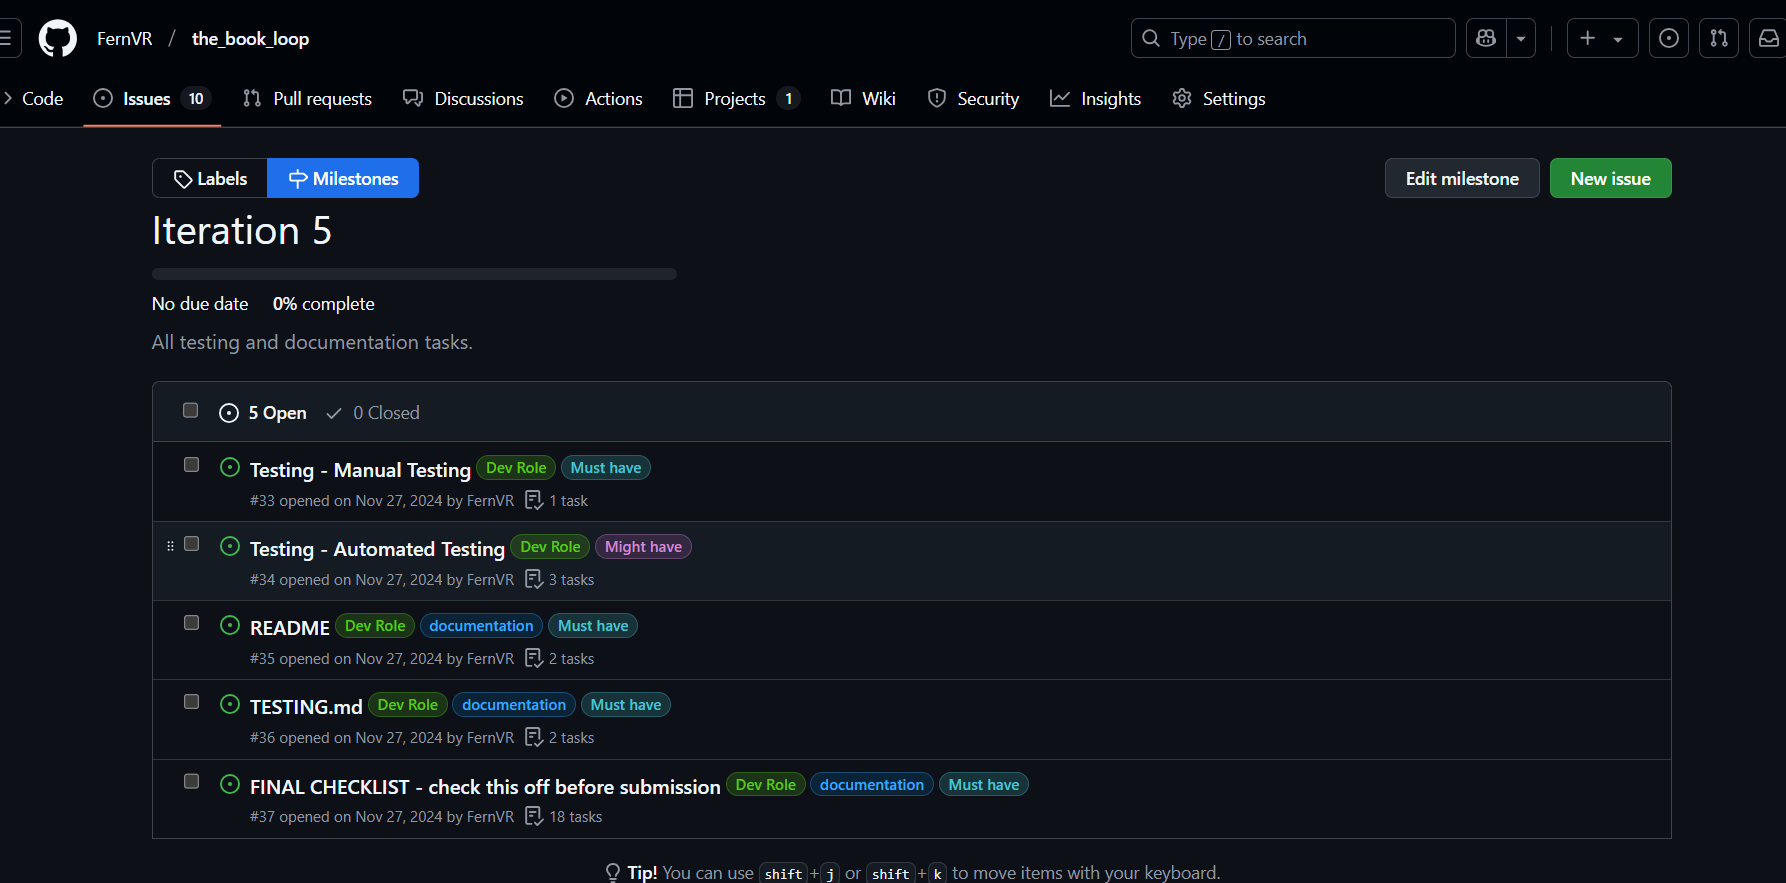 FernVR / the_book_loop
Type / to search
Code Issues 10 Pull requests Discussions Actions Projects 1 Wiki Security Insights Settings
Labels Milestones
Edit milestone New issue
Iteration 5
No due date 0% complete
All testing and documentation tasks.
5 Open 0 Closed
Testing - Manual Testing Dev Role Must have
#33 opened on Nov 27, 2024 by FernVR 1 task
Testing - Automated Testing Dev Role Might have
#34 opened on Nov 27, 2024 by FernVR 3 tasks
README Dev Role documentation Must have
#35 opened on Nov 27, 2024 by FernVR 2 tasks
TESTING.md Dev Role documentation Must have
#36 opened on Nov 27, 2024 by FernVR 2 tasks
FINAL CHECKLIST - check this off before submission Dev Role documentation Must have
#37 opened on Nov 27, 2024 by FernVR 18 tasks
Tip! You can use shift + j or shift + k to move items with your keyboard.